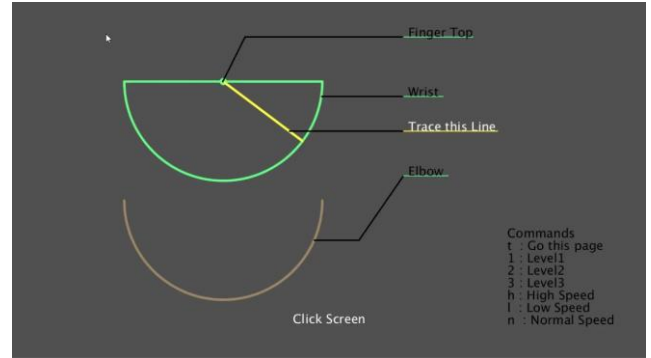 Finger Top
Wrist
Trace this Line
Elbow
Commands
t : Go this page
1 : Level1
2 : Level2
3 : Level3
h : High Speed
l : Low Speed
n : Normal Speed
Click Screen